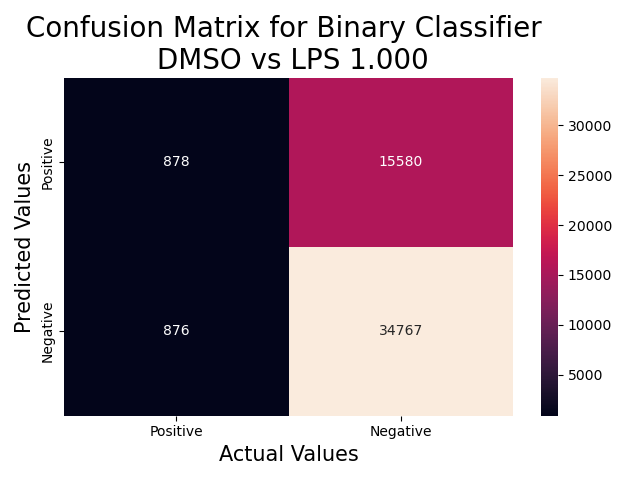 Confusion Matrix for Binary Classifier
DMSO vs LPS 1.000
Predicted Values
Positive
878
15580
Negative
876
34767
Positive
Negative
Actual Values
30000
25000
20000
15000
10000
5000